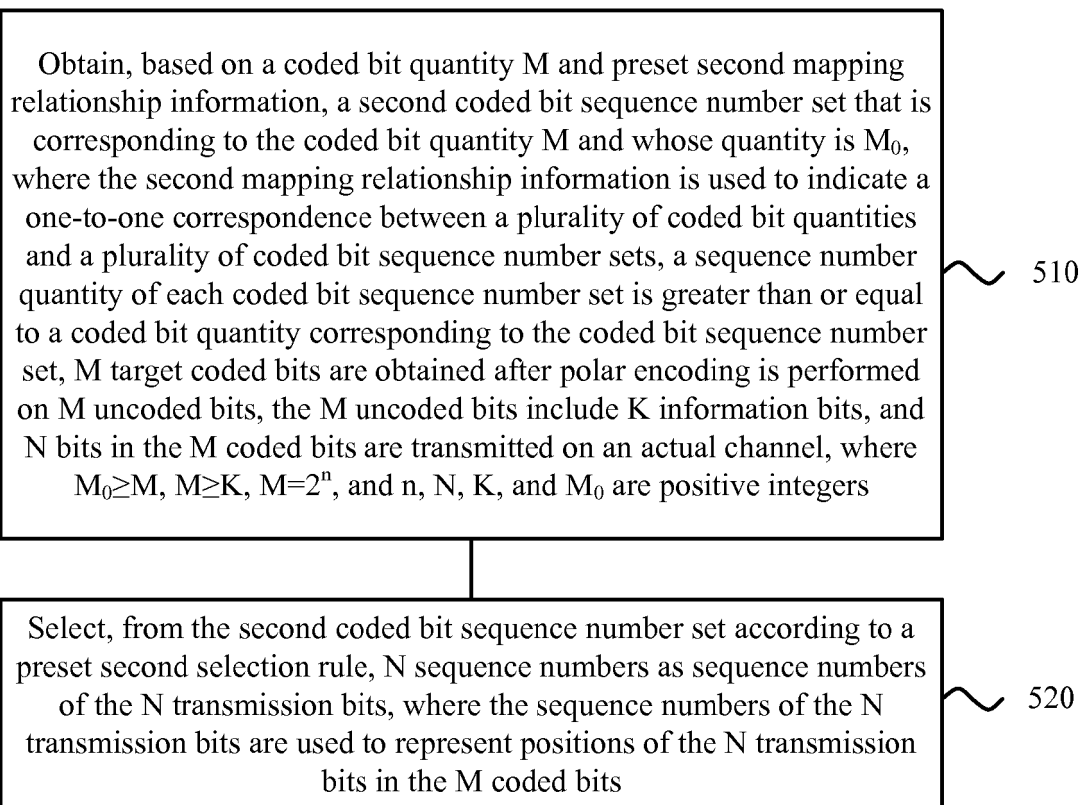 Obtain, based on a coded bit quantity M and preset second mapping
relationship information, a second coded bit sequence number set that is
corresponding to the coded bit quantity M and whose quantity is M₀,
where the second mapping relationship information is used to indicate a
one-to-one correspondence between a plurality of coded bit quantities
and a plurality of coded bit sequence number sets, a sequence number
quantity of each coded bit sequence number set is greater than or equal
to a coded bit quantity corresponding to the coded bit sequence number
set, M target coded bits are obtained after polar encoding is performed
on M uncoded bits, the M uncoded bits include K information bits, and
N bits in the M coded bits are transmitted on an actual channel, where
M₀≥M, M≥K, M=2ⁿ, and n, N, K, and M₀ are positive integers
510
Select, from the second coded bit sequence number set according to a
preset second selection rule, N sequence numbers as sequence numbers
of the N transmission bits, where the sequence numbers of the N
transmission bits are used to represent positions of the N transmission
bits in the M coded bits
520